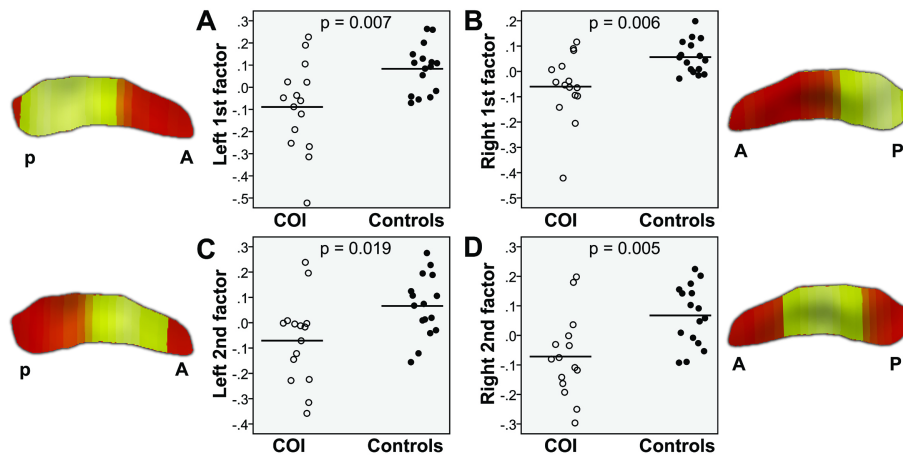 A
p = 0.007
Left 1st factor
.3
.2
.1
.0
-.1
-.2
-.3
-.4
-.5
COI
Controls
p
A
B
p = 0.006
Right 1st factor
.2
.1
.0
-.1
-.2
-.3
-.4
-.5
COI
Controls
A
P
C
p = 0.019
Left 2nd factor
.3
.2
.1
.0
-.1
-.2
-.3
-.4
COI
Controls
p
A
D
p = 0.005
Right 2nd factor
.3
.2
.1
.0
-.1
-.2
-.3
COI
Controls
A
P